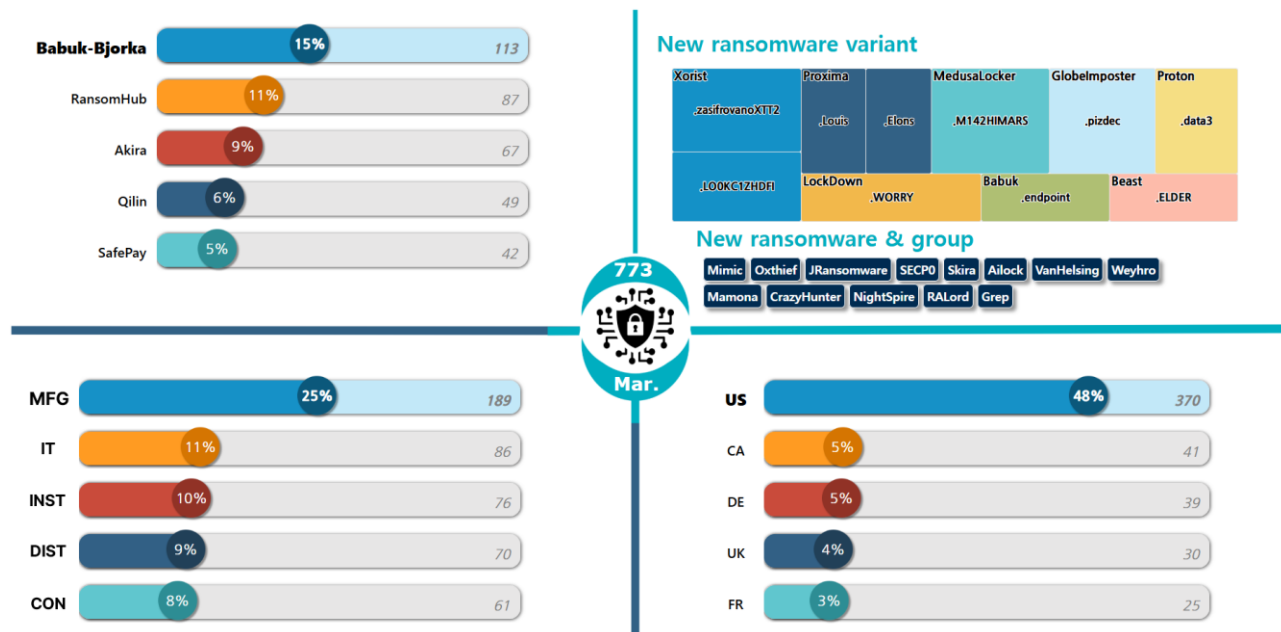 Babuk-Bjorka 15% 113
RansomHub 11% 87
Akira 9% 67
Qilin 6% 49
SafePay 5% 42
New ransomware variant
Xorist
.zasifrovanoXTT2
.LO0KC1ZHDFI
Proxima
.Louis
.Elons
MedusaLocker
.M142HIMARS
GlobeImposter
.pizdec
Proton
.data3
LockDown
.WORRY
Babuk
.endpoint
Beast
.ELDER
New ransomware & group
Mimic Oxthief JRansomware SECP0 Skira Ailock VanHelsing Weyhro
Mamona CrazyHunter NightSpire RALord Grep
773
Mar.
MFG 25% 189
IT 11% 86
INST 10% 76
DIST 9% 70
CON 8% 61
US 48% 370
CA 5% 41
DE 5% 39
UK 4% 30
FR 3% 25